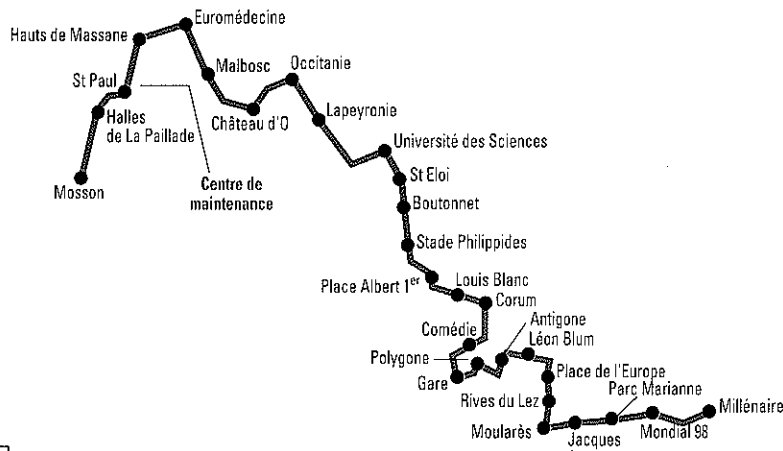 Euromédecine
Hauts de Massane
Malbosc
Occitanie
St Paul
Halles
de La Paillade
Château d'O
Lapeyronie
Université des Sciences
Mosson
Centre de
maintenance
St Eloi
Boutonnet
Stade Philippides
Place Albert 1er
Louis Blanc
Corum
Comédie
Antigone
Léon Blum
Polygone
Gare
Place de l'Europe
Parc Marianne
Rives du Lez
Millénaire
Moularès
Jacques
Mondial 98